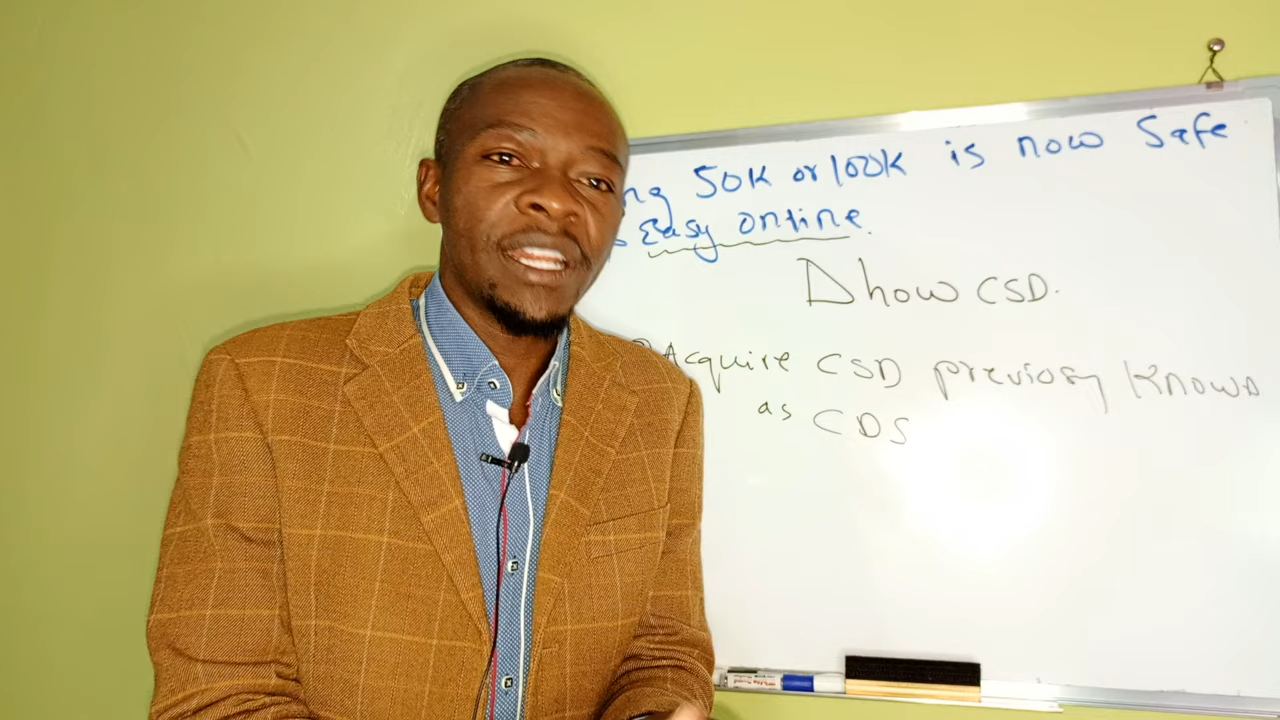 ng 50K or 100K is now Safe
Easy online.
Dhow CSD.
Acquire CSD previosy Known
as CDS